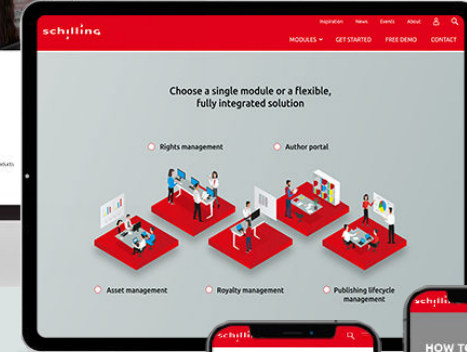 schilling
Inspiration News Events About
MODULES GET STARTED FREE DEMO CONTACT
Choose a single module or a flexible,
fully integrated solution
Rights management
Author portal
Asset management
Royalty management
Publishing lifecycle
management
schilling
schilling
HOW TO